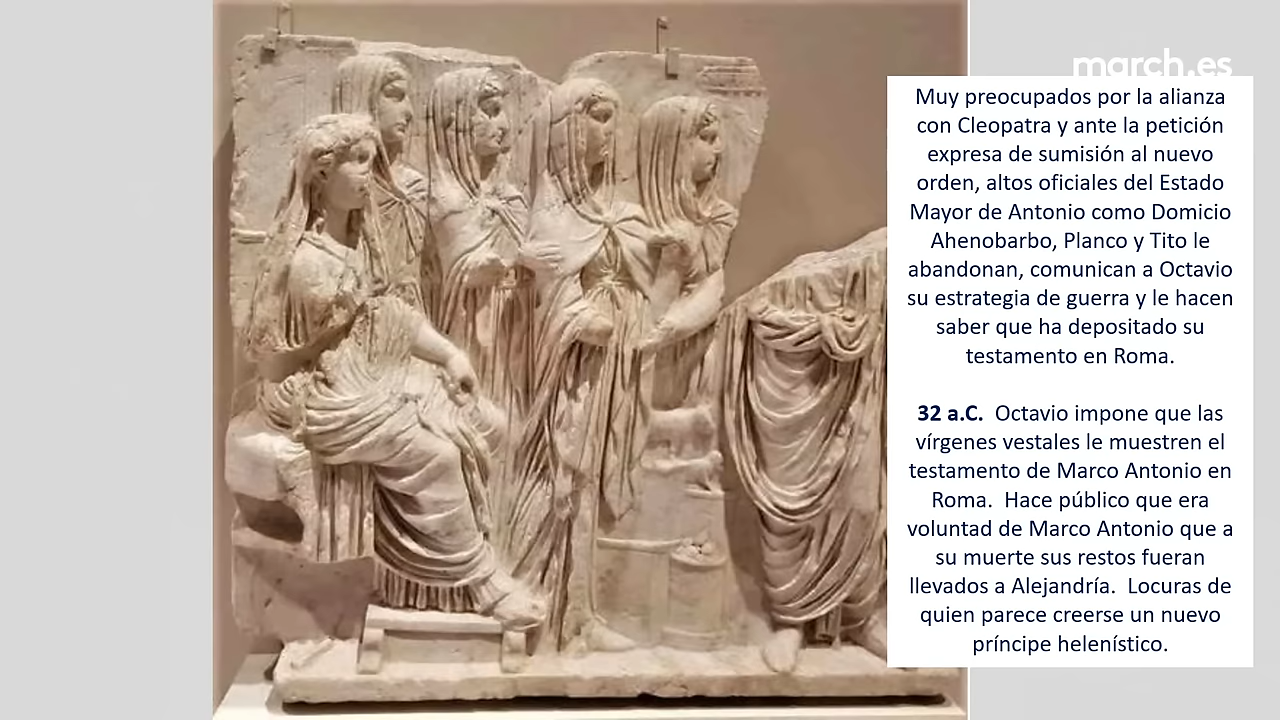 march.es
Muy preocupados por la alianza
con Cleopatra y ante la petición
expresa de sumisión al nuevo
orden, altos oficiales del Estado
Mayor de Antonio como Domicio
Ahenobarbo, Planco y Tito le
abandonan, comunican a Octavio
su estrategia de guerra y le hacen
saber que ha depositado su
testamento en Roma.
32 a.C. Octavio impone que las
vírgenes vestales le muestren el
testamento de Marco Antonio en
Roma. Hace público que era
voluntad de Marco Antonio que a
su muerte sus restos fueran
llevados a Alejandría. Locuras de
quien parece creerse un nuevo
príncipe helenístico.